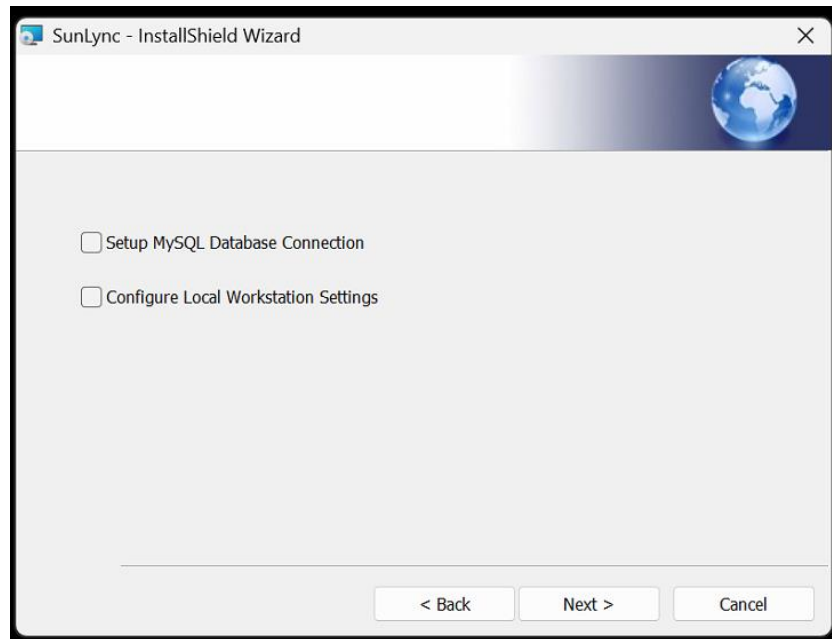 SunLync - InstallShield Wizard
Setup MySQL Database Connection
Configure Local Workstation Settings
< Back
Next >
Cancel